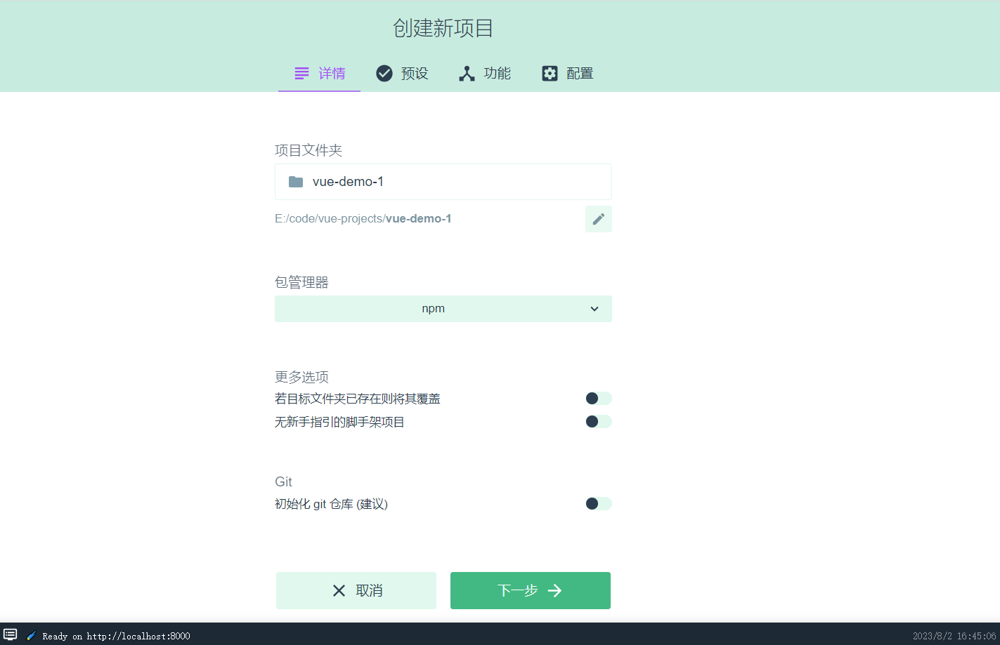 创建新项目
详情 预设 功能 配置
项目文件夹
vue-demo-1
E:/code/vue-projects/vue-demo-1
包管理器
npm
更多选项
若目标文件夹已存在则将其覆盖
无新手指引的脚手架项目
Git
初始化 git 仓库 (建议)
取消 下一步
Ready on http://localhost:8000 2023/8/2 16:45:06